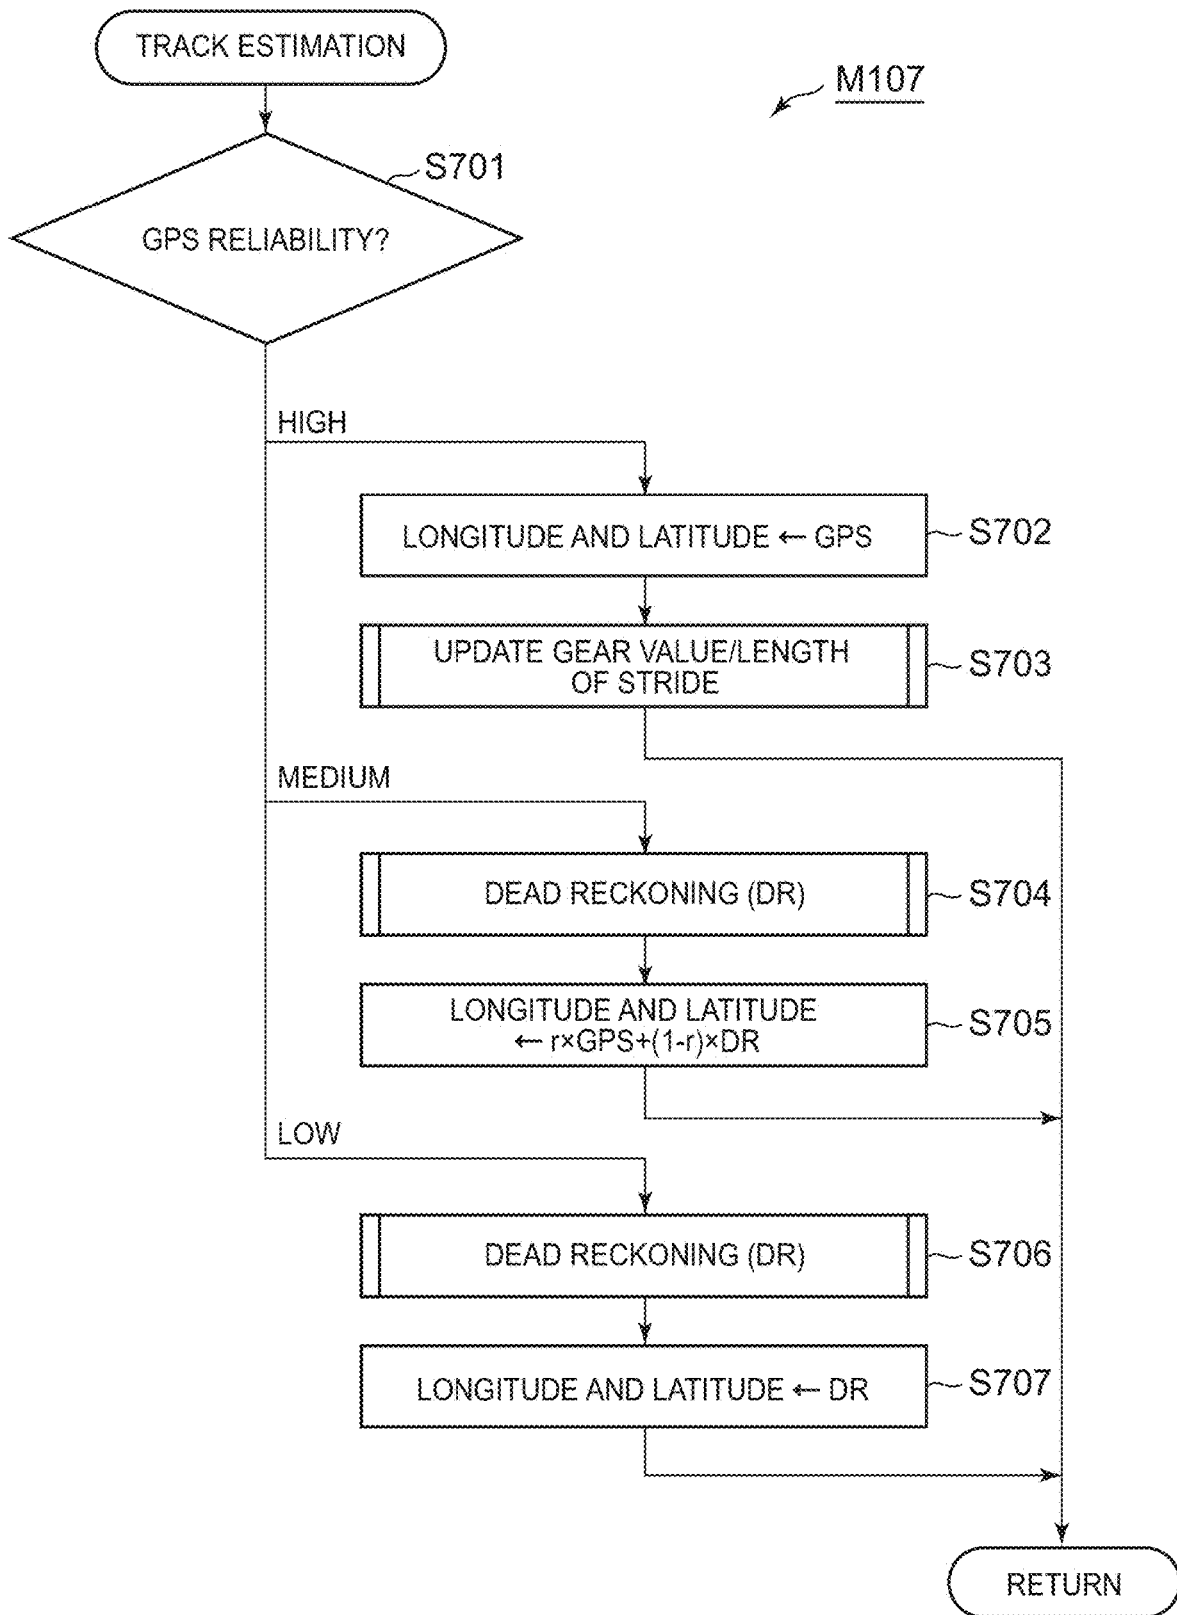 TRACK ESTIMATION
M107
S701
GPS RELIABILITY?
HIGH
LONGITUDE AND LATITUDE ← GPS
S702
UPDATE GEAR VALUE/LENGTH
OF STRIDE
S703
MEDIUM
DEAD RECKONING (DR)
S704
LONGITUDE AND LATITUDE
← r×GPS+(1-r)×DR
S705
LOW
DEAD RECKONING (DR)
S706
LONGITUDE AND LATITUDE ← DR
S707
RETURN